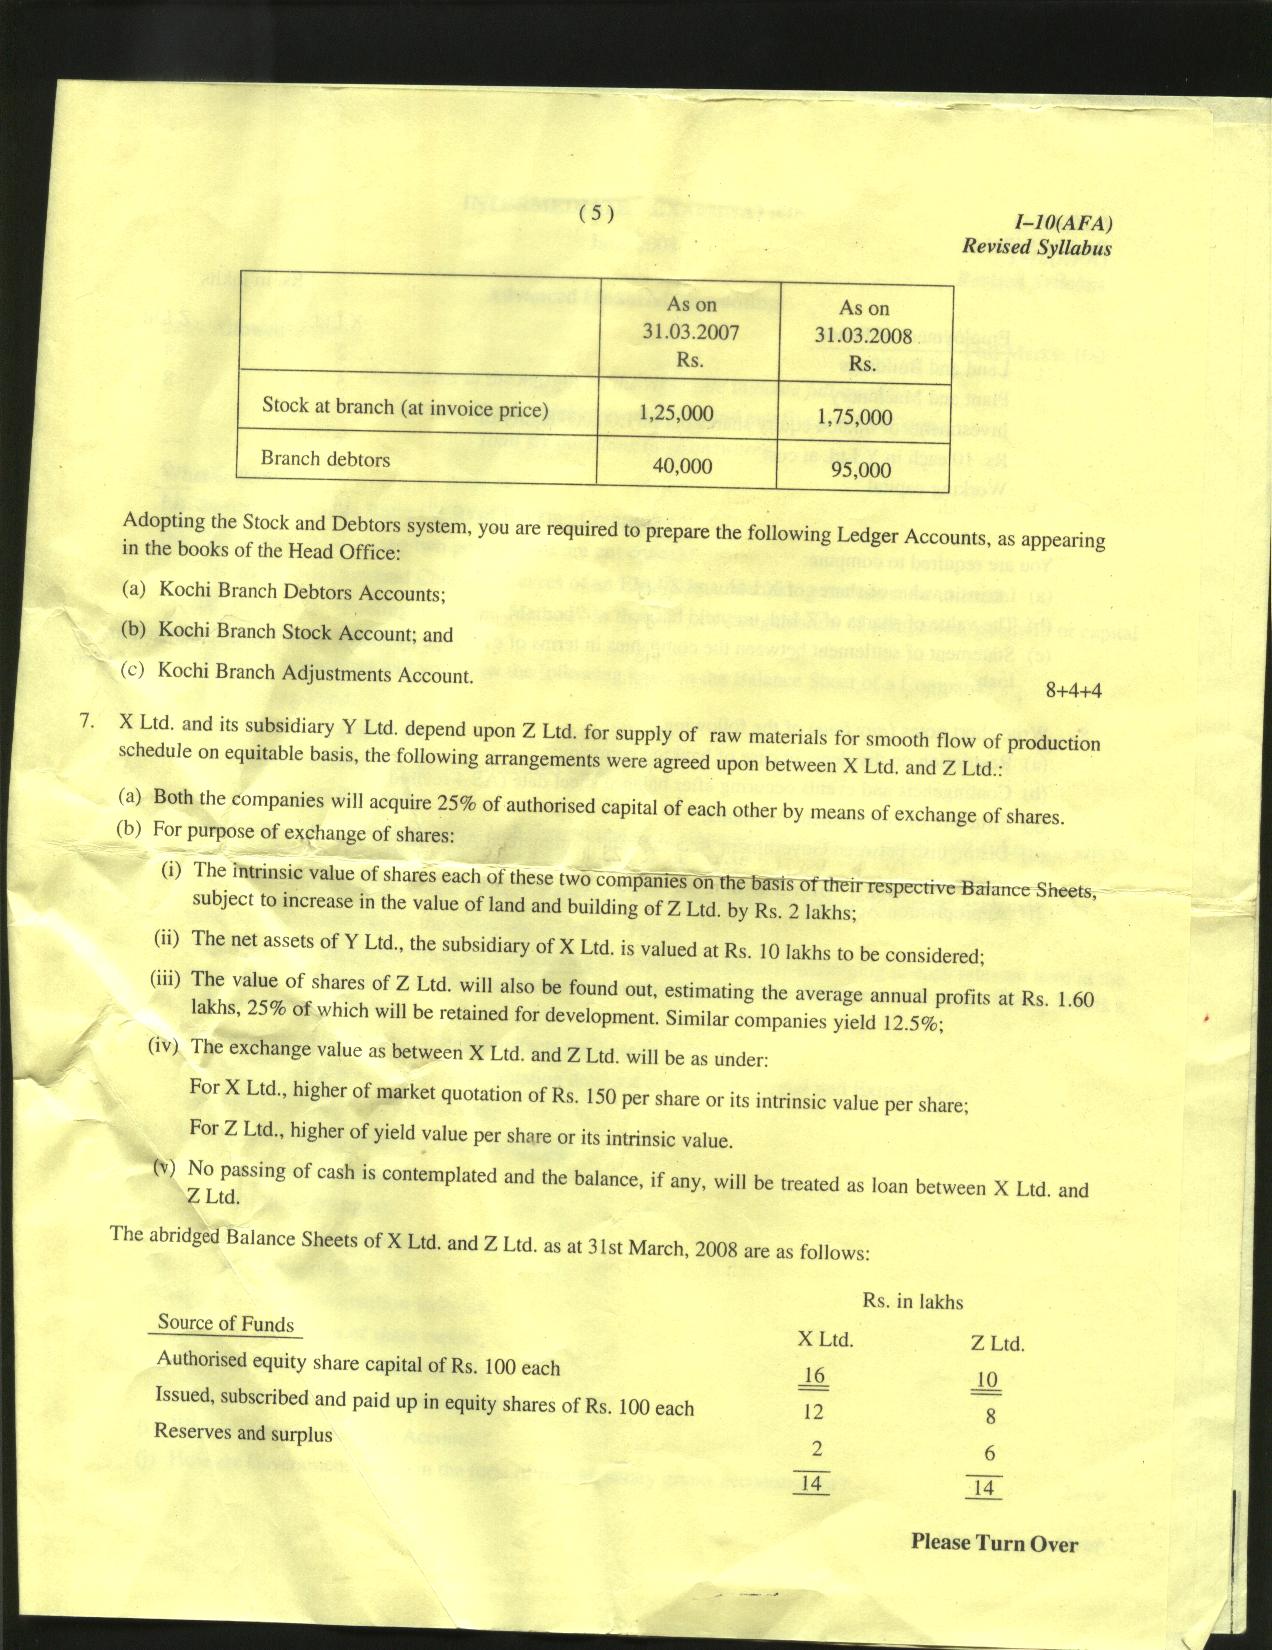 ( 5 )
I–10(AFA)
Revised Syllabus
As on As on
31.03.2007 31.03.2008
Rs. Rs.
Stock at branch (at invoice price) 1,25,000 1,75,000
Branch debtors 40,000 95,000
Adopting the Stock and Debtors system, you are required to prepare the following Ledger Accounts, as appearing
in the books of the Head Office:
(a) Kochi Branch Debtors Accounts;
(b) Kochi Branch Stock Account; and
(c) Kochi Branch Adjustments Account.
8+4+4
7. X Ltd. and its subsidiary Y Ltd. depend upon Z Ltd. for supply of raw materials for smooth flow of production
schedule on equitable basis, the following arrangements were agreed upon between X Ltd. and Z Ltd.:
(a) Both the companies will acquire 25% of authorised capital of each other by means of exchange of shares.
(b) For purpose of exchange of shares:
(i) The intrinsic value of shares each of these two companies on the basis of their respective Balance Sheets,
subject to increase in the value of land and building of Z Ltd. by Rs. 2 lakhs;
(ii) The net assets of Y Ltd., the subsidiary of X Ltd. is valued at Rs. 10 lakhs to be considered;
(iii) The value of shares of Z Ltd. will also be found out, estimating the average annual profits at Rs. 1.60
lakhs, 25% of which will be retained for development. Similar companies yield 12.5%;
(iv) The exchange value as between X Ltd. and Z Ltd. will be as under:
For X Ltd., higher of market quotation of Rs. 150 per share or its intrinsic value per share;
For Z Ltd., higher of yield value per share or its intrinsic value.
(v) No passing of cash is contemplated and the balance, if any, will be treated as loan between X Ltd. and
Z Ltd.
The abridged Balance Sheets of X Ltd. and Z Ltd. as at 31st March, 2008 are as follows:
Rs. in lakhs
Source of Funds X Ltd. Z Ltd.
Authorised equity share capital of Rs. 100 each 16 10
Issued, subscribed and paid up in equity shares of Rs. 100 each 12 8
Reserves and surplus 2 6
14 14
Please Turn Over